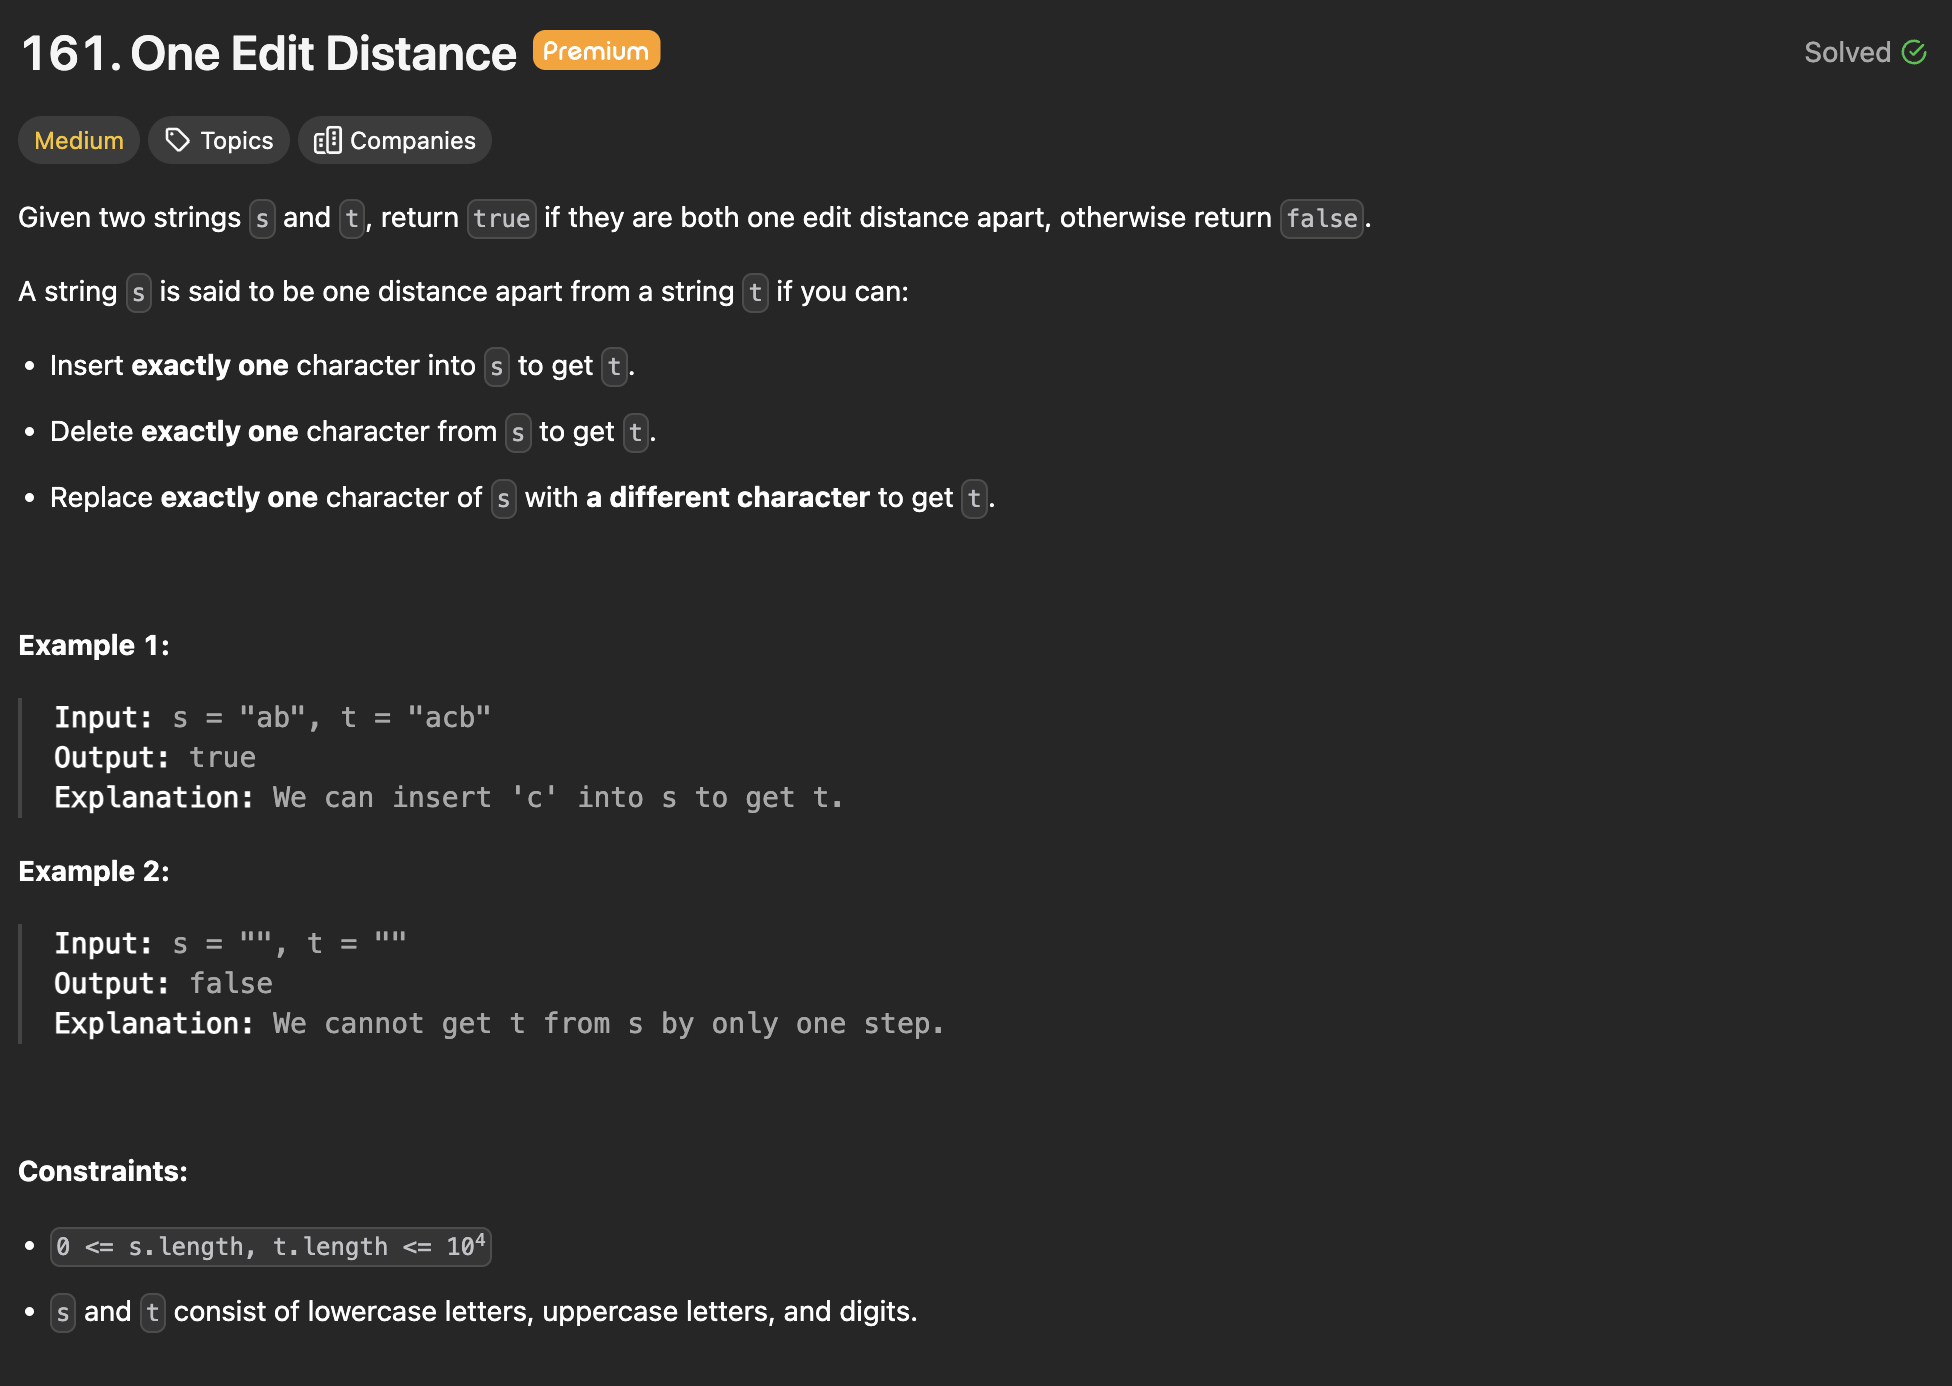 161. One Edit Distance Premium Solved
Medium Topics Companies
Given two strings s and t, return true if they are both one edit distance apart, otherwise return false.
A string s is said to be one distance apart from a string t if you can:
• Insert exactly one character into s to get t.
• Delete exactly one character from s to get t.
• Replace exactly one character of s with a different character to get t.
Example 1:
Input: s = "ab", t = "acb"
Output: true
Explanation: We can insert 'c' into s to get t.
Example 2:
Input: s = "", t = ""
Output: false
Explanation: We cannot get t from s by only one step.
Constraints:
• 0 <= s.length, t.length <= 10⁴
• s and t consist of lowercase letters, uppercase letters, and digits.